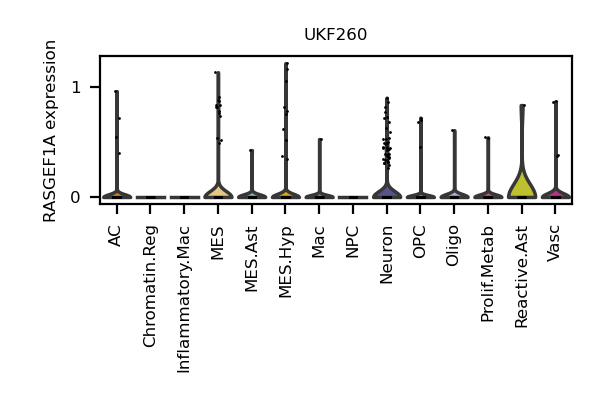 UKF260
RASGEF1A expression
1
0
AC
Chromatin.Reg
Inflammatory.Mac
MES
MES.Ast
MES.Hyp
Mac
NPC
Neuron
OPC
Oligo
Prolif.Metab
Reactive.Ast
Vasc